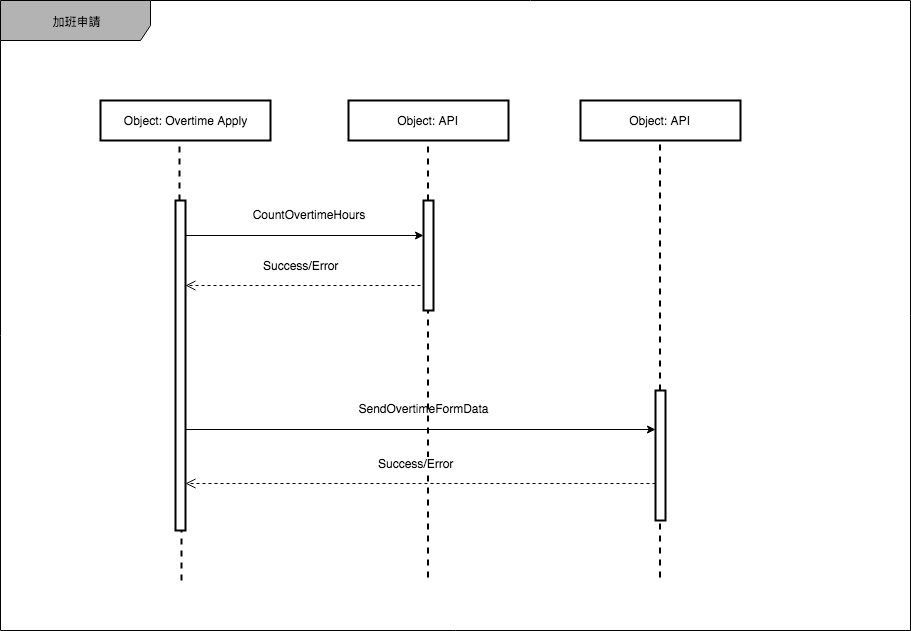 加班申請
Object: Overtime Apply
Object: API
Object: API
CountOvertimeHours
Success/Error
SendOvertimeFormData
Success/Error